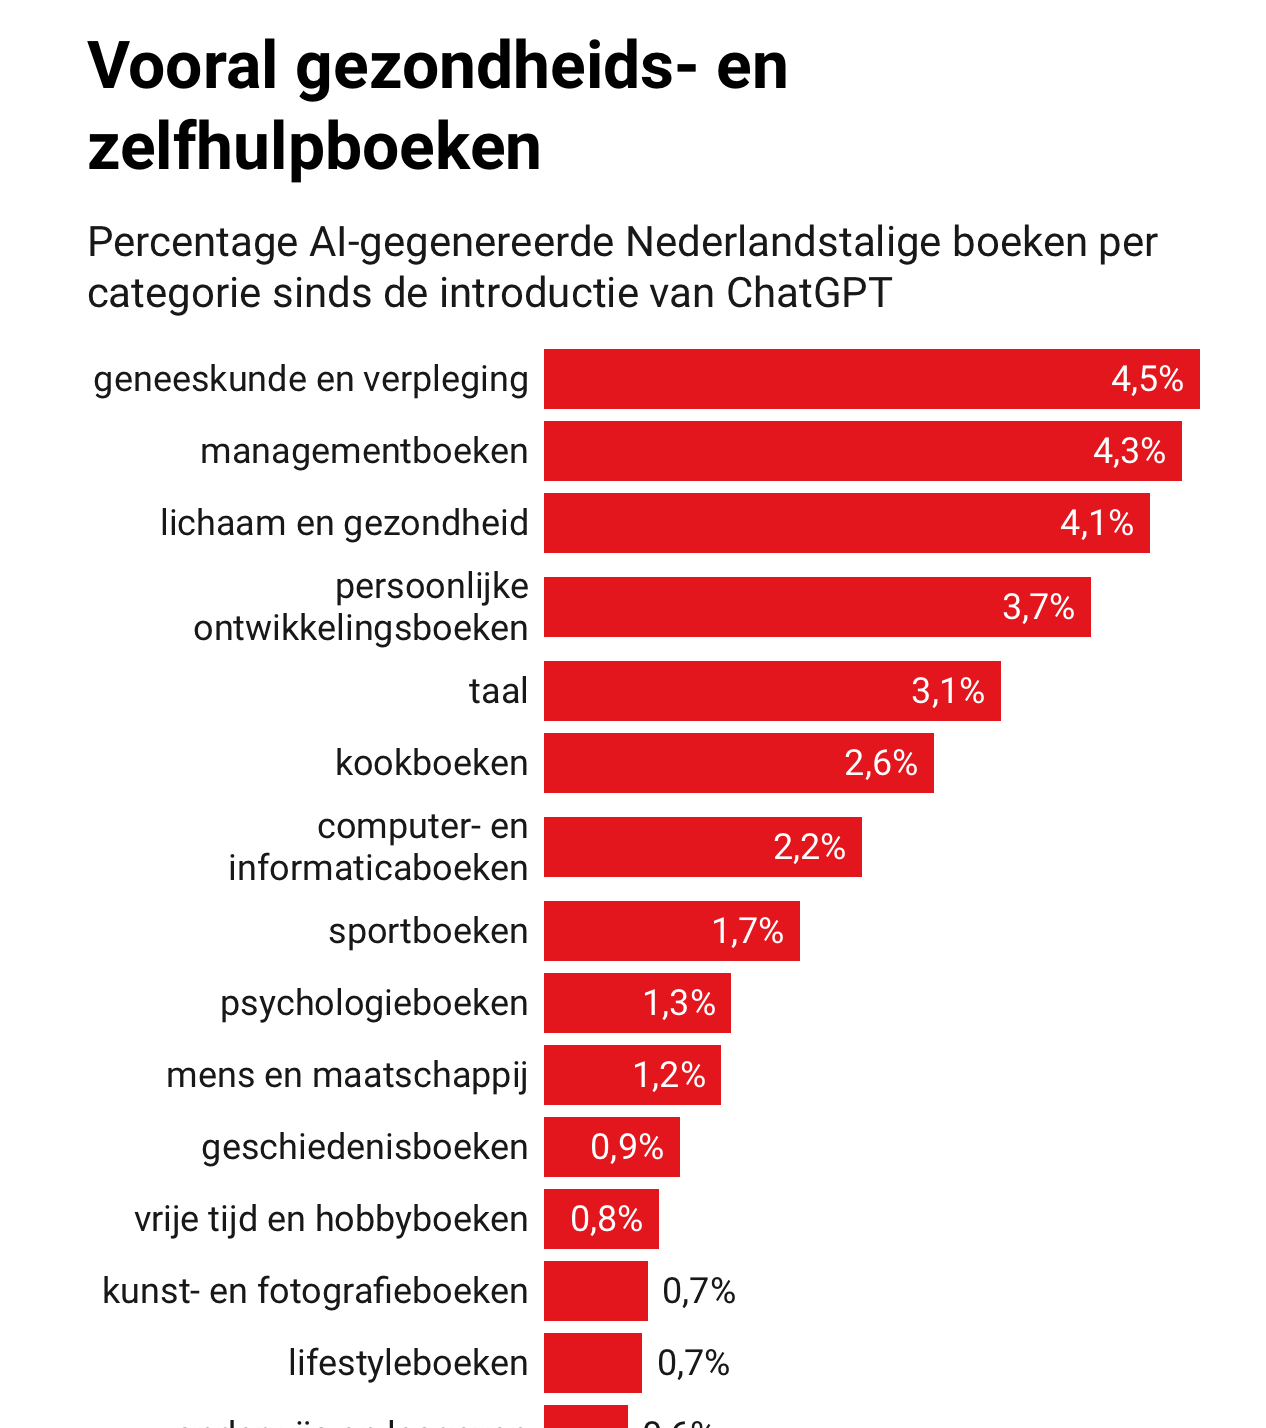 Vooral gezondheids- en
zelfhulpboeken
Percentage AI-gegenereerde Nederlandstalige boeken per
categorie sinds de introductie van ChatGPT
geneeskunde en verpleging 4,5%
managementboeken 4,3%
lichaam en gezondheid 4,1%
persoonlijke
ontwikkelingsboeken 3,7%
taal 3,1%
kookboeken 2,6%
computer- en
informaticaboeken 2,2%
sportboeken 1,7%
psychologieboeken 1,3%
mens en maatschappij 1,2%
geschiedenisboeken 0,9%
vrije tijd en hobbyboeken 0,8%
kunst- en fotografieboeken 0,7%
lifestyleboeken 0,7%